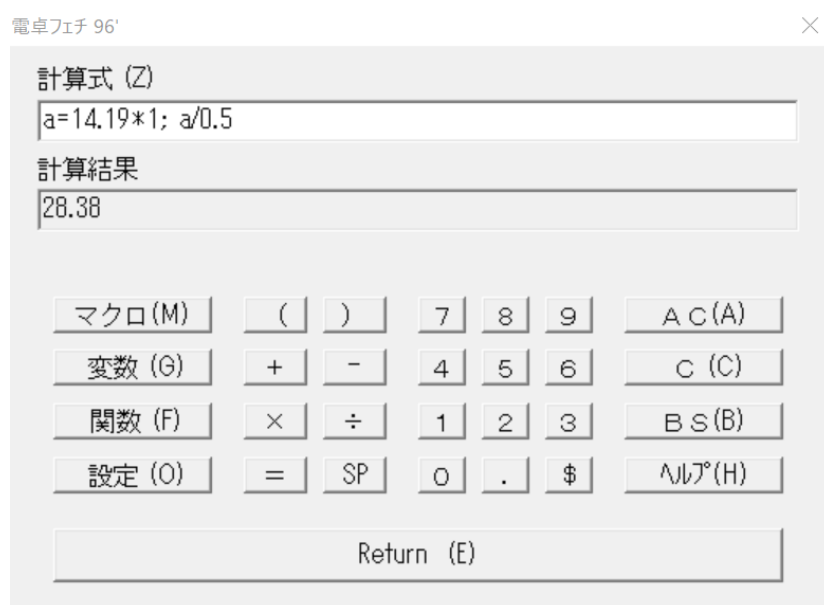 電卓フェチ 96'
計算式 (Z)
a=14.19*1; a/0.5
計算結果
28.38
マクロ(M) ( ) 7 8 9 ＡＣ(A)
変数 (G) + - 4 5 6 Ｃ (C)
関数 (F) × ÷ 1 2 3 ＢＳ(B)
設定 (O) = SP 0 . $ ﾍﾙﾌﾟ(H)
Return (E)